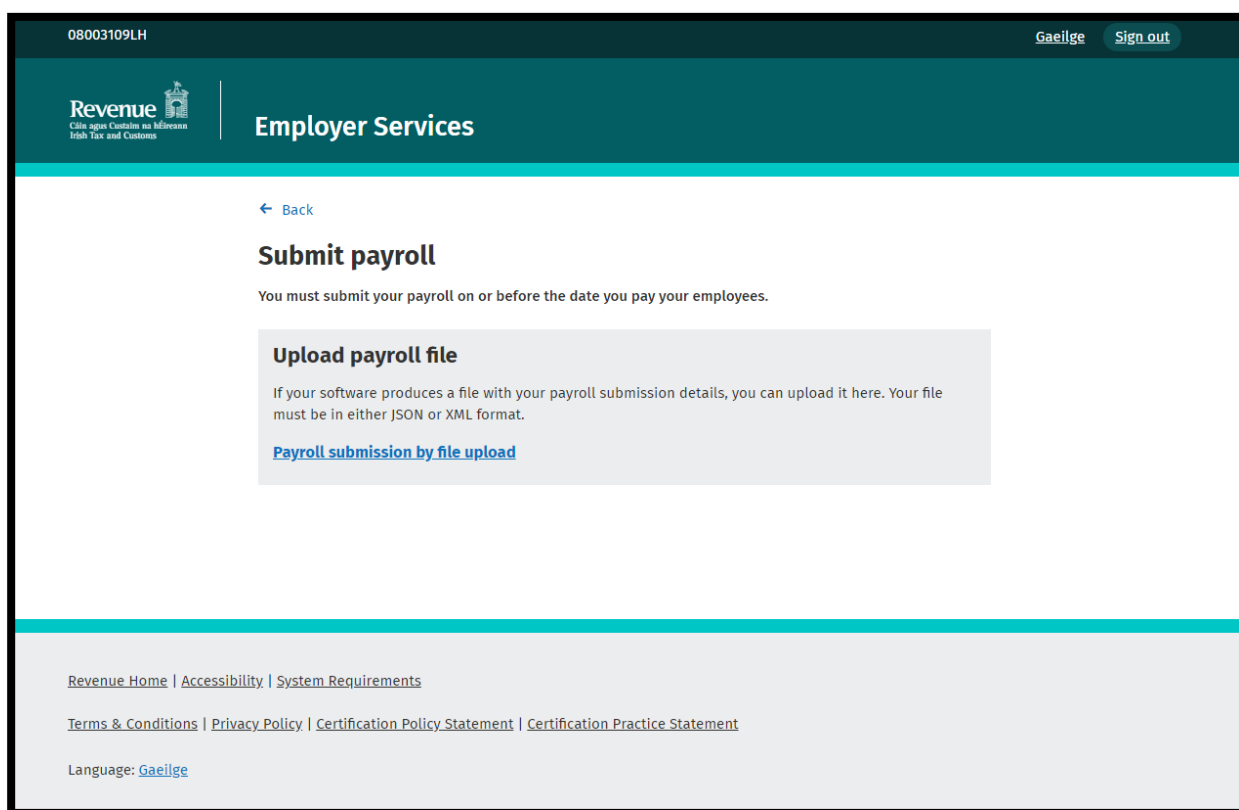 08003109LH
Gaeilge Sign out
Revenue
Cáin agus Custaim na hÉireann
Irish Tax and Customs
Employer Services
← Back
Submit payroll
You must submit your payroll on or before the date you pay your employees.
Upload payroll file
If your software produces a file with your payroll submission details, you can upload it here. Your file
must be in either JSON or XML format.
Payroll submission by file upload
Revenue Home | Accessibility | System Requirements
Terms & Conditions | Privacy Policy | Certification Policy Statement | Certification Practice Statement
Language: Gaeilge